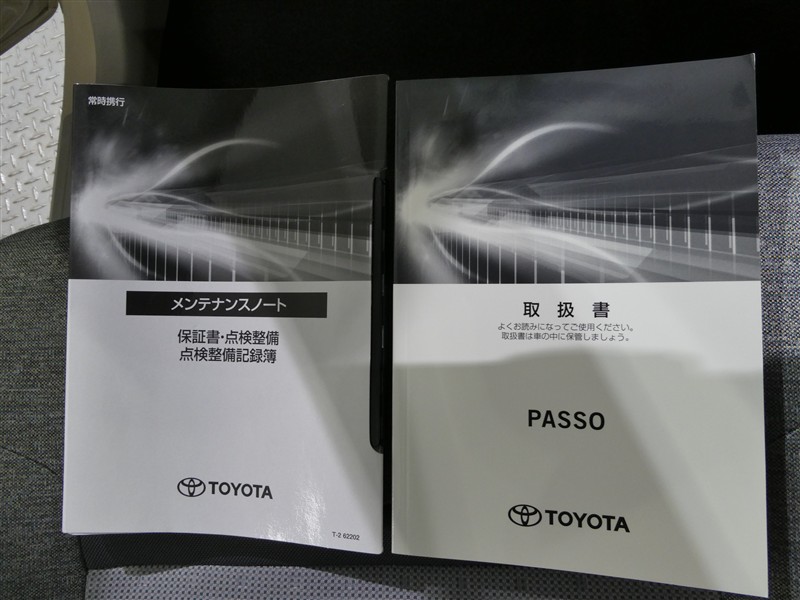 常時携行
メンテナンスノート
保証書・点検整備
点検整備記録簿
TOYOTA
T-2 62202
取扱書
よくお読みになってご使用ください。
取扱書は車の中に保管しましょう。
PASSO
TOYOTA